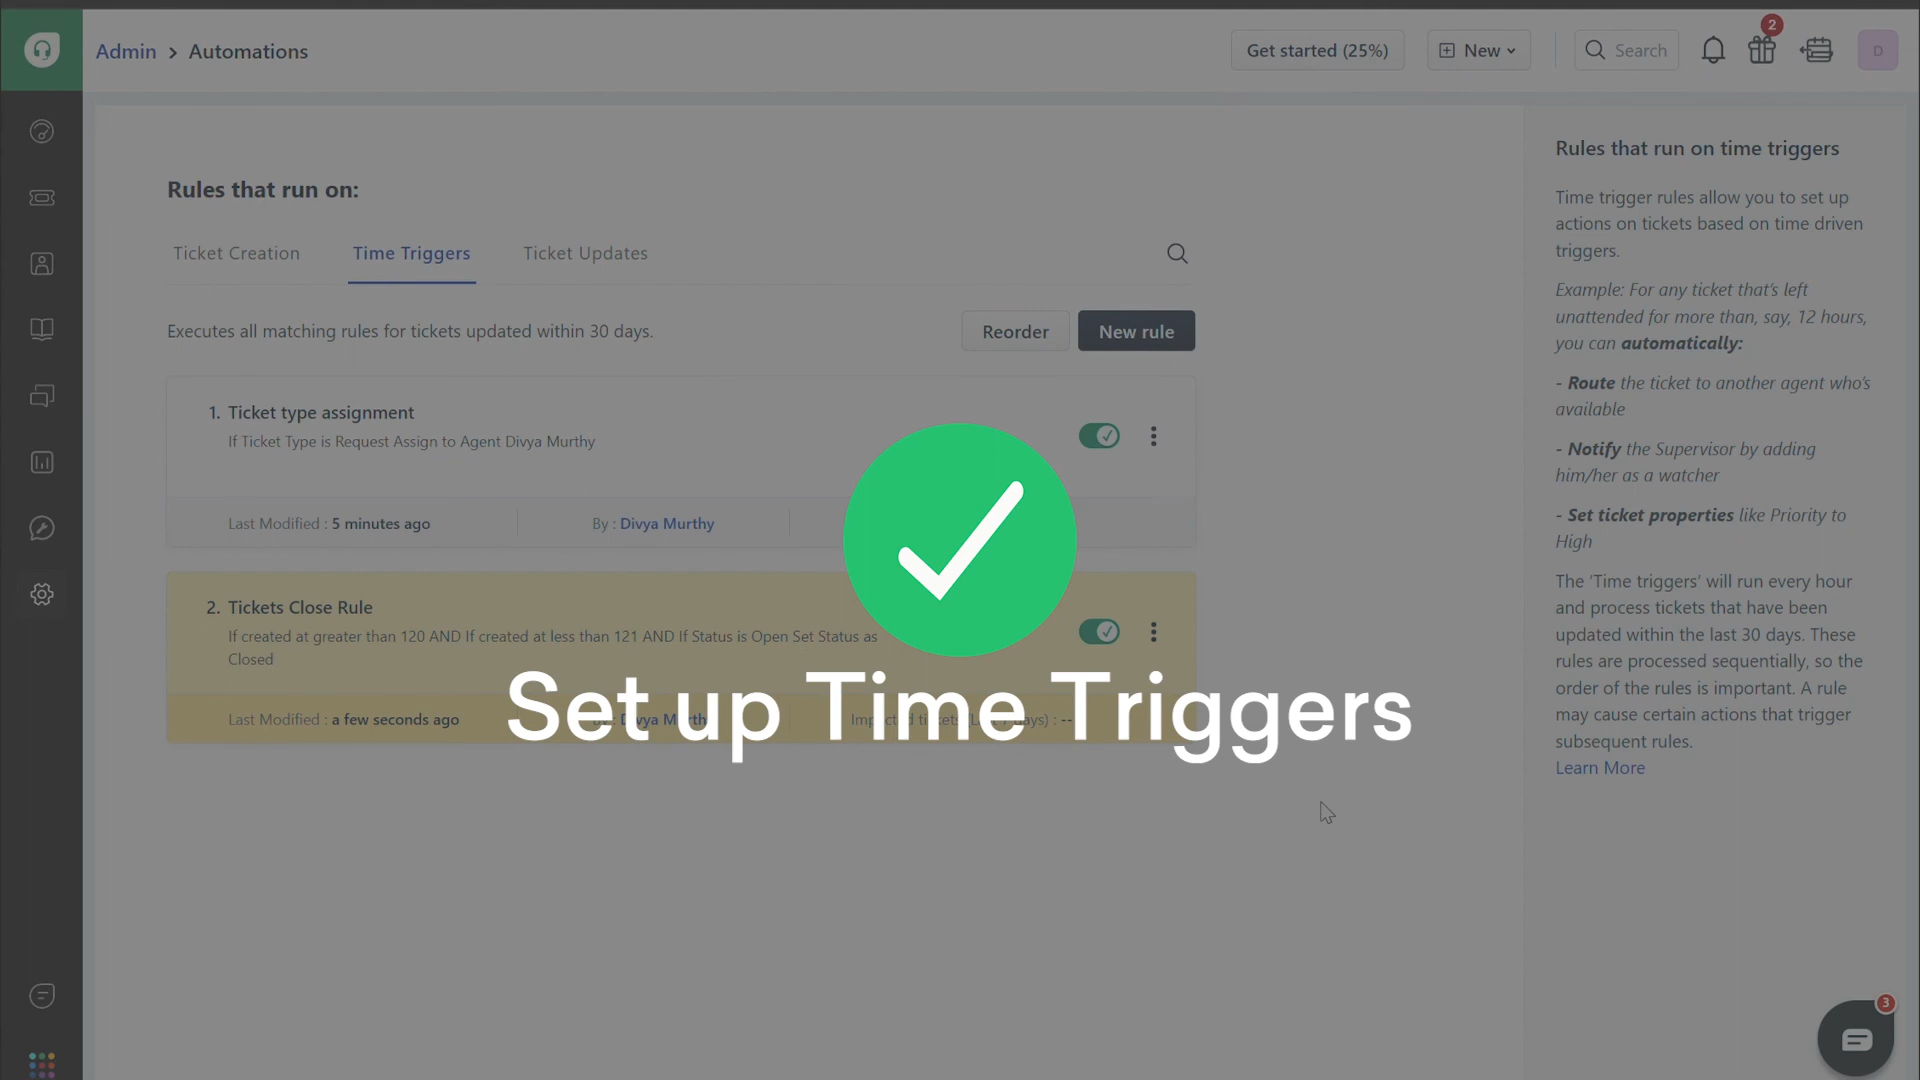 Admin > Automations
Get started (25%)
New
Search
2
D
Rules that run on:
Ticket Creation
Time Triggers
Ticket Updates
Executes all matching rules for tickets updated within 30 days.
Reorder
New rule
1. Ticket type assignment
If Ticket Type is Request Assign to Agent Divya Murthy
Last Modified : 5 minutes ago
By : Divya Murthy
2. Tickets Close Rule
If created at greater than 120 AND If created at less than 121 AND If Status is Open Set Status as
Closed
Last Modified : a few seconds ago
By : Divya Murthy
Impacted tickets (Last 7 days) : --
Set up Time Triggers
Rules that run on time triggers
Time trigger rules allow you to set up
actions on tickets based on time driven
triggers.
Example: For any ticket that's left
unattended for more than, say, 12 hours,
you can automatically:
- Route the ticket to another agent who's
available
- Notify the Supervisor by adding
him/her as a watcher
- Set ticket properties like Priority to
High
The 'Time triggers' will run every hour
and process tickets that have been
updated within the last 30 days. These
rules are processed sequentially, so the
order of the rules is important. A rule
may cause certain actions that trigger
subsequent rules.
Learn More
3